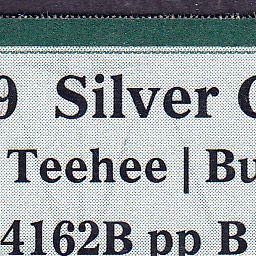 9 Silver
Teehee | Bu
4162B pp B